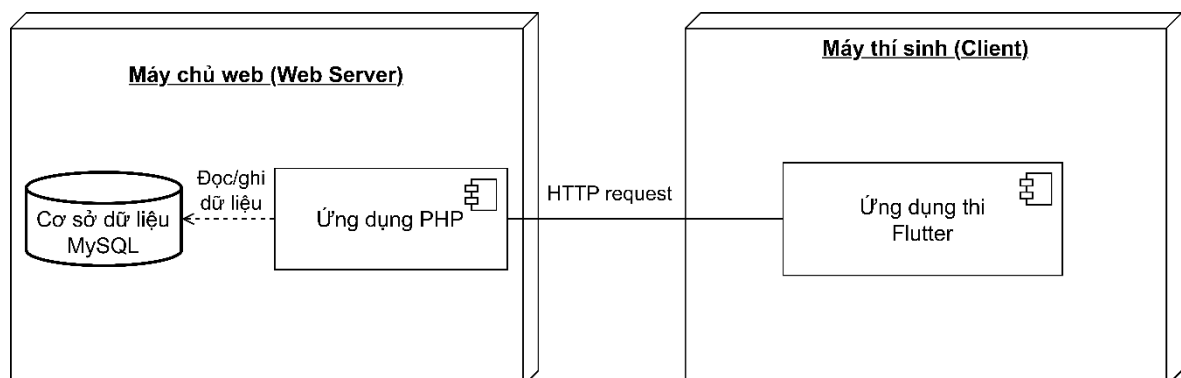 Máy chủ web (Web Server)
Máy thí sinh (Client)
Cơ sở dữ liệu
MySQL
Đọc/ghi
dữ liệu
Ứng dụng PHP
HTTP request
Ứng dụng thi
Flutter